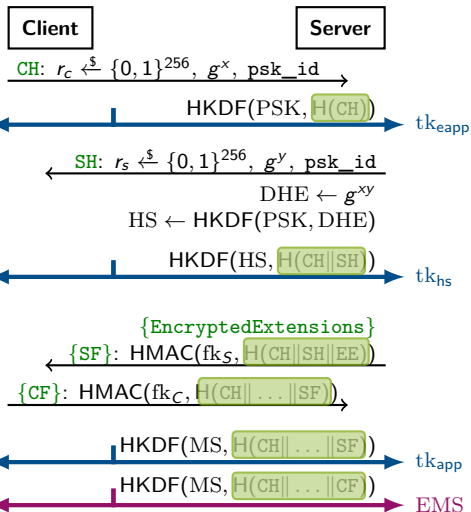 Client Server
CH: r_c ←$ {0, 1}^256, g^x, psk_id
HKDF(PSK, H(CH)) tk_eapp
SH: r_s ←$ {0, 1}^256, g^y, psk_id
DHE ← g^xy
HS ← HKDF(PSK, DHE)
HKDF(HS, H(CH‖SH)) tk_hs
{EncryptedExtensions}
{SF}: HMAC(fk_S, H(CH‖SH‖EE))
{CF}: HMAC(fk_C, H(CH‖...‖SF))
HKDF(MS, H(CH‖...‖SF)) tk_app
HKDF(MS, H(CH‖...‖CF)) EMS